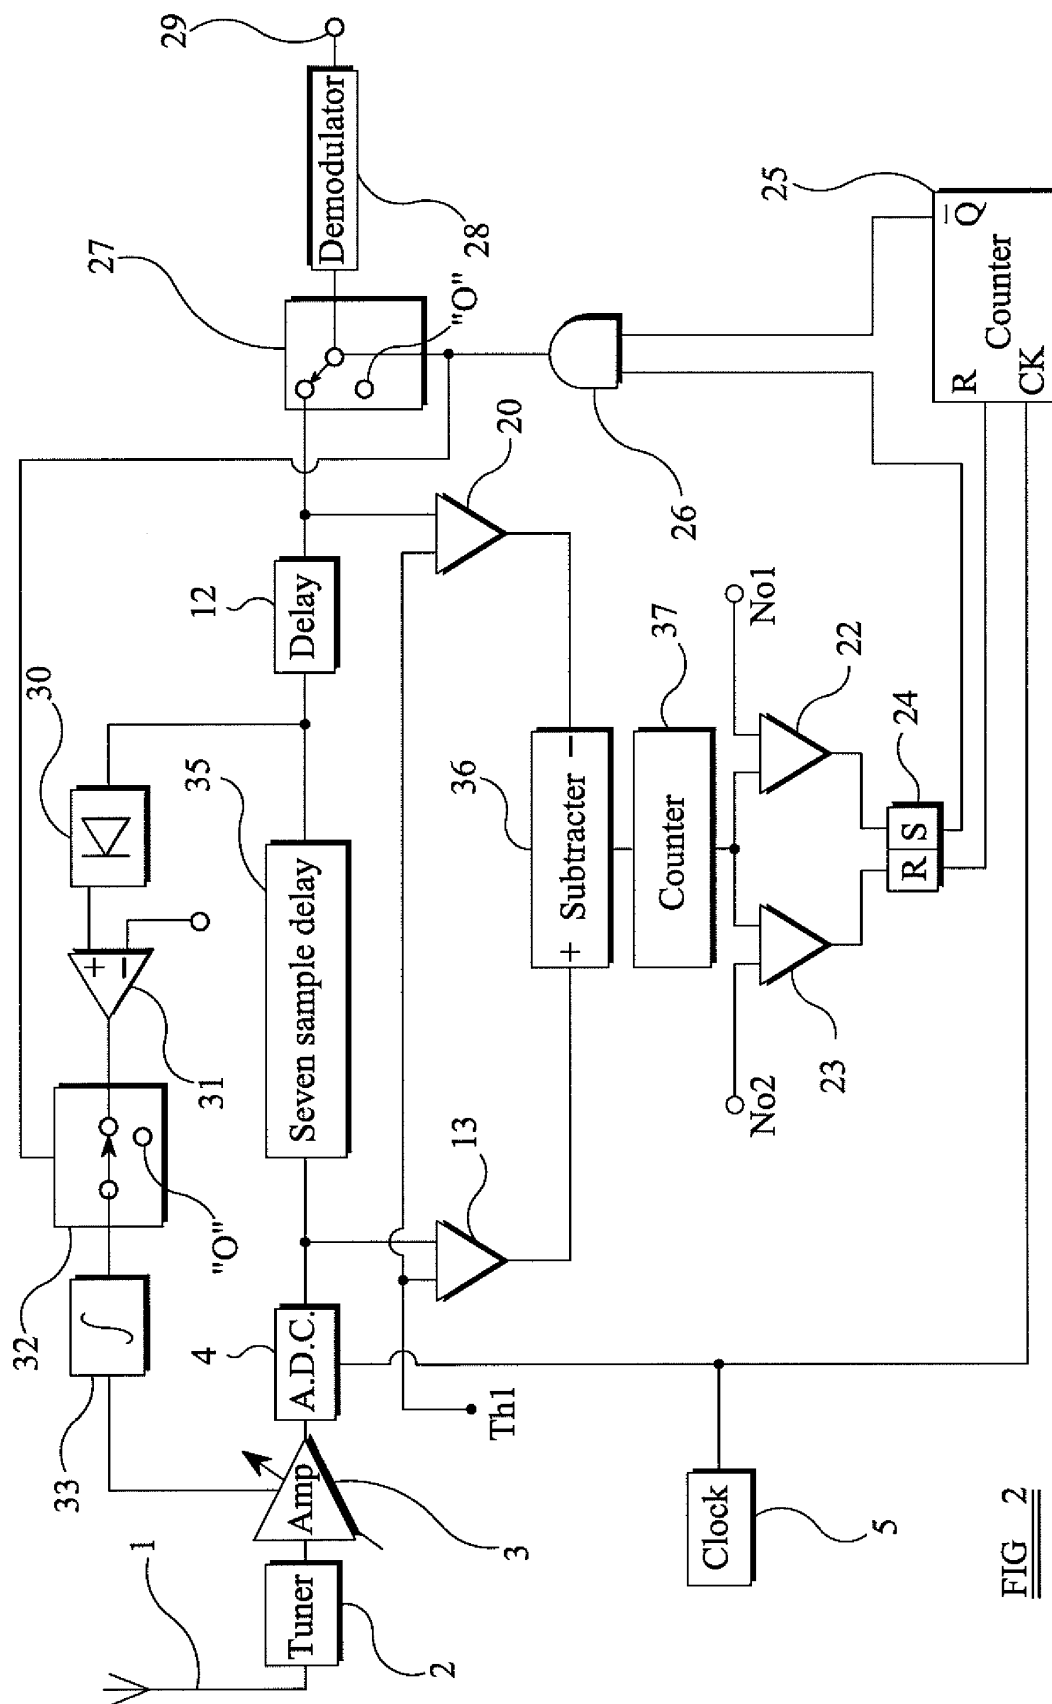 1
Tuner
2
Amp
3
A.D.C.
4
Clock
5
33
32
"O"
31
30
Seven sample delay
35
Delay
12
27
"O"
Demodulator
28
29
Th1
13
20
+ Subtracter −
36
Counter
37
No2
No1
23
22
R S
24
26
25
R
Q̄
Counter
CK
+
−
FIG 2